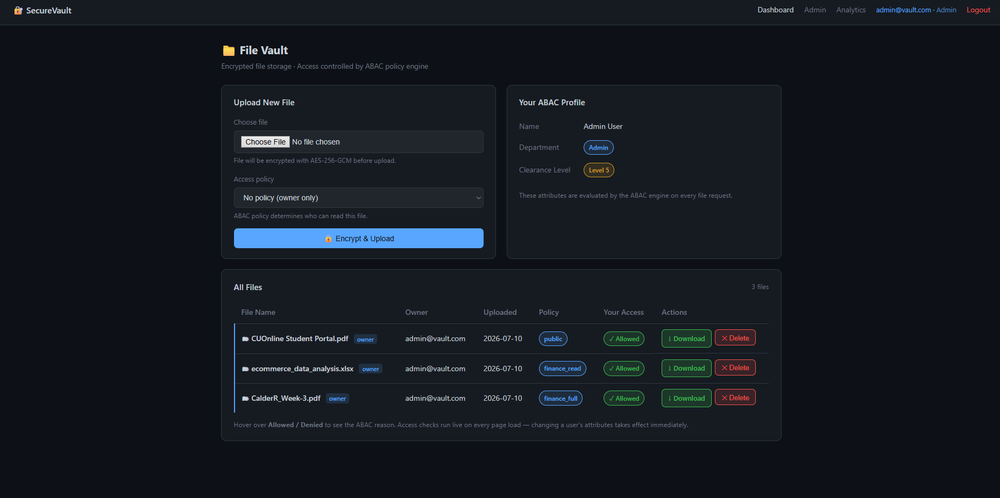 SecureVault
Dashboard Admin Analytics admin@vault.com · Admin Logout
File Vault
Encrypted file storage · Access controlled by ABAC policy engine
Upload New File
Choose file
Choose File No file chosen
File will be encrypted with AES-256-GCM before upload.
Access policy
No policy (owner only)
ABAC policy determines who can read this file.
Encrypt & Upload
Your ABAC Profile
Name Admin User
Department Admin
Clearance Level Level 5
These attributes are evaluated by the ABAC engine on every file request.
All Files 3 files
File Name Owner Uploaded Policy Your Access Actions
CUOnline Student Portal.pdf owner admin@vault.com 2026-07-10 public ✓ Allowed ↓ Download ✕ Delete
ecommerce_data_analysis.xlsx owner admin@vault.com 2026-07-10 finance_read ✓ Allowed ↓ Download ✕ Delete
CalderR_Week-3.pdf owner admin@vault.com 2026-07-10 finance_full ✓ Allowed ↓ Download ✕ Delete
Hover over Allowed / Denied to see the ABAC reason. Access checks run live on every page load — changing a user's attributes takes effect immediately.